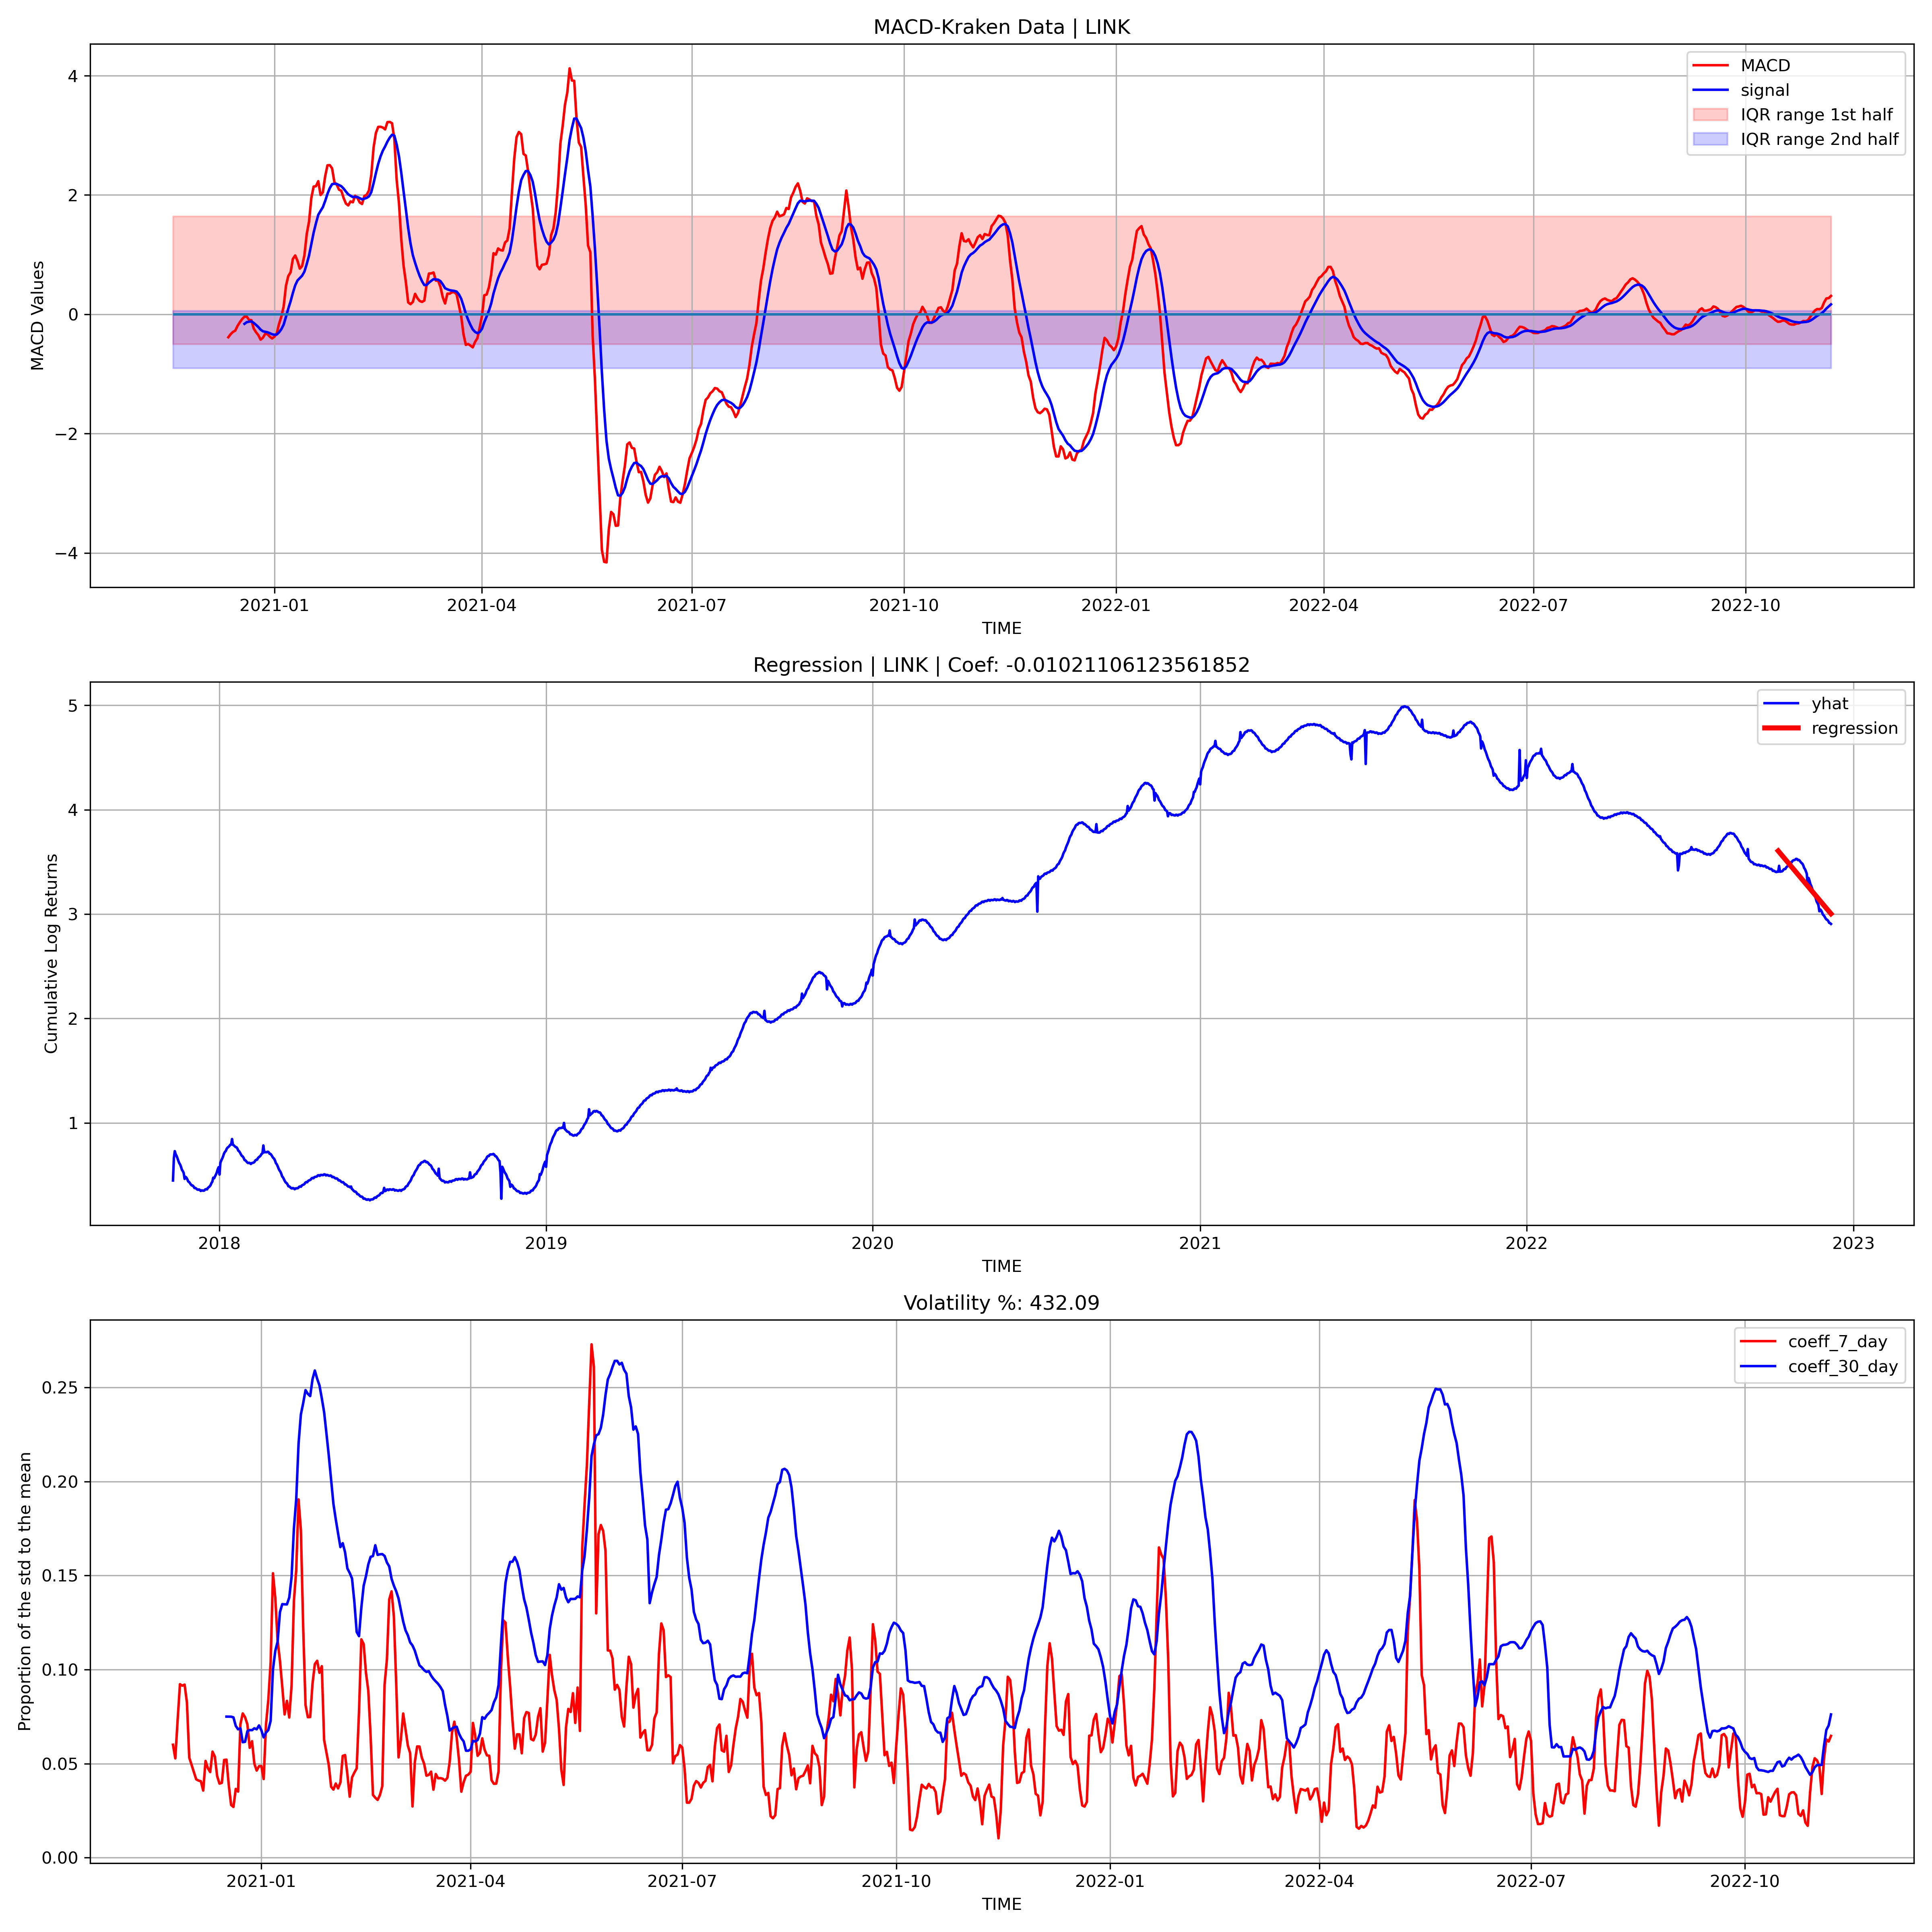 MACD-Kraken Data | LINK
MACD
signal
IQR range 1st half
IQR range 2nd half
4
2
0
−2
−4
MACD Values
2021-01 2021-04 2021-07 2021-10 2022-01 2022-04 2022-07 2022-10
TIME
Regression | LINK | Coef: -0.01021106123561852
yhat
regression
5
4
3
2
1
Cumulative Log Returns
2018 2019 2020 2021 2022 2023
TIME
Volatility %: 432.09
coeff_7_day
coeff_30_day
0.25
0.20
0.15
0.10
0.05
0.00
Proportion of the std to the mean
2021-01 2021-04 2021-07 2021-10 2022-01 2022-04 2022-07 2022-10
TIME